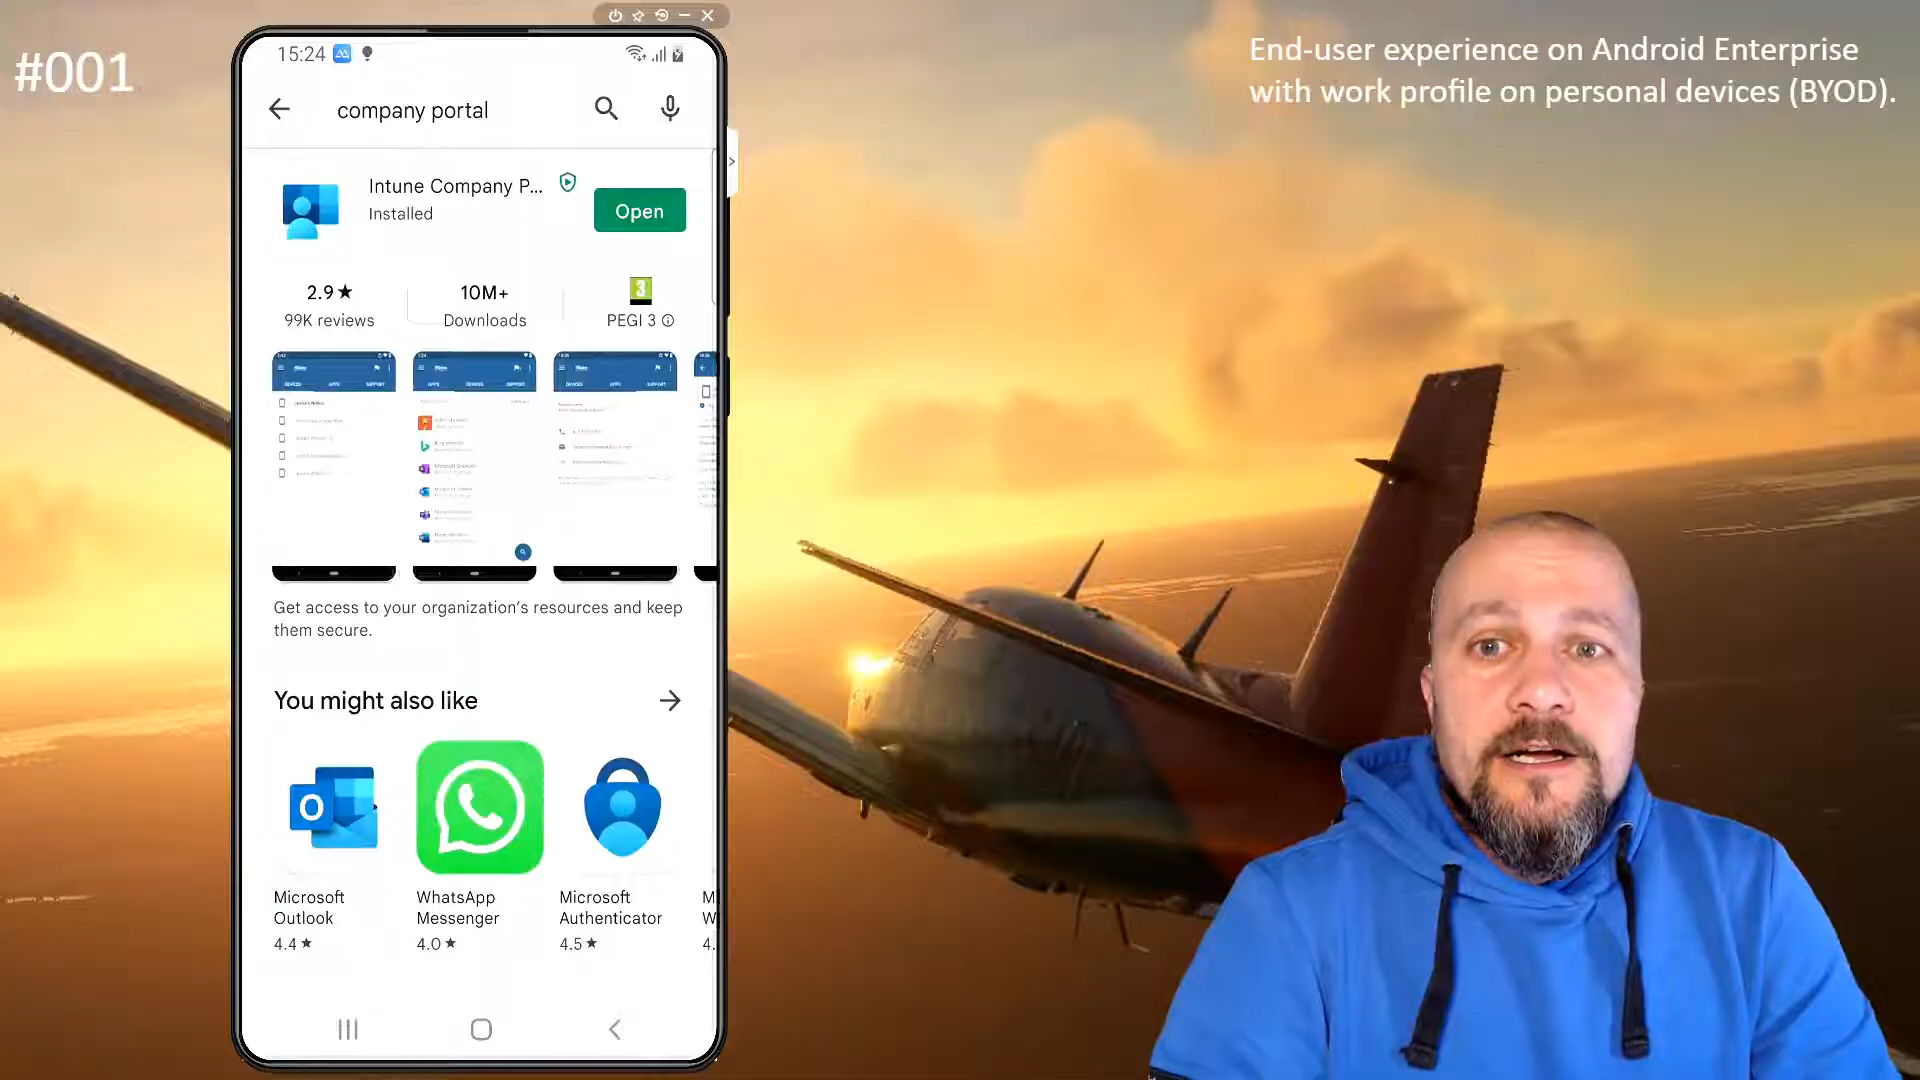 #001
End-user experience on Android Enterprise
with work profile on personal devices (BYOD).
15:24
company portal
Intune Company P...
Installed
Open
2.9★
99K reviews
10M+
Downloads
3
PEGI 3
Get access to your organization's resources and keep
them secure.
You might also like
Microsoft
Outlook
4.4 ★
WhatsApp
Messenger
4.0 ★
Microsoft
Authenticator
4.5 ★